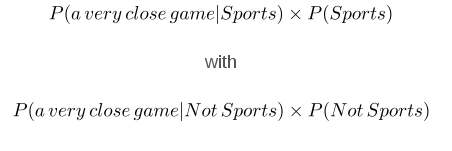 P(a very close game|Sports) × P(Sports)
with
P(a very close game|Not Sports) × P(Not Sports)